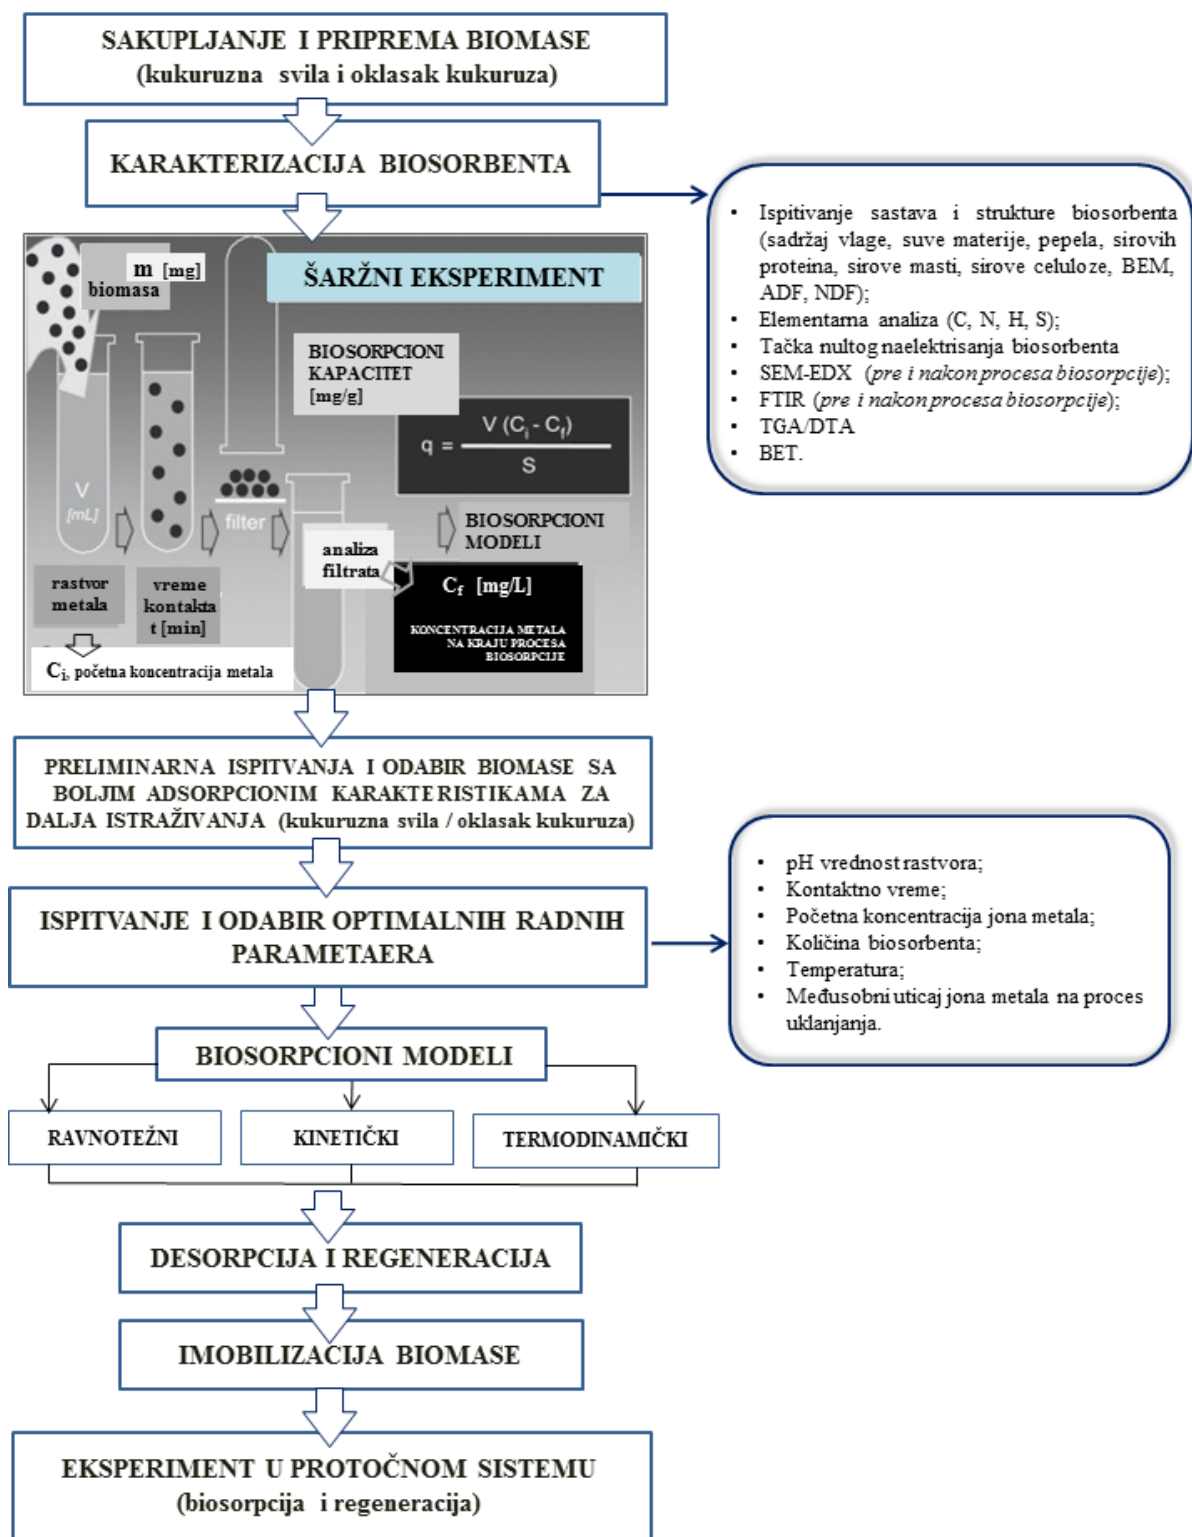 SAKUPLJANJE I PRIPREMA BIOMASE
(kukuruzna svila i oklasak kukuruza)
KARAKTERIZACIJA BIOSORBENTA
• Ispitivanje sastava i strukture biosorbenta
(sadržaj vlage, suve materije, pepela, sirovih
proteina, sirove masti, sirove celuloze, BEM,
ADF, NDF);
• Elementarna analiza (C, N, H, S);
• Tačka nultog naelektrisanja biosorbenta
• SEM-EDX (pre i nakon procesa biosorpcije);
• FTIR (pre i nakon procesa biosorpcije);
• TGA/DTA
• BET.
m [mg]
biomasa
ŠARŽNI EKSPERIMENT
BIOSORPCIONI
KAPACITET
[mg/g]
q = V (Ci - Cf)
S
V
[mL]
filter
BIOSORPCIONI
MODELI
analiza
filtrata
rastvor
metala
vreme
kontakta
t [min]
Cf [mg/L]
KONCENTRACIJA METALA
NA KRAJU PROCESA
BIOSORPCIJE
Ci, početna koncentracija metala
PRELIMINARNA ISPITVANJA I ODABIR BIOMASE SA
BOLJIM ADSORPCIONIM KARAKTERISTIKAMA ZA
DALJA ISTRAŽIVANJA (kukuruzna svila / oklasak kukuruza)
ISPITVANJE I ODABIR OPTIMALNIH RADNIH
PARAMETAERA
• pH vrednost rastvora;
• Kontaktno vreme;
• Početna koncentracija jona metala;
• Količina biosorbenta;
• Temperatura;
• Međusobni uticaj jona metala na proces
uklanjanja.
BIOSORPCIONI MODELI
RAVNOTEŽNI
KINETIČKI
TERMODINAMIČKI
DESORPCIJA I REGENERACIJA
IMOBILIZACIJA BIOMASE
EKSPERIMENT U PROTOČNOM SISTEMU
(biosorpcija i regeneracija)